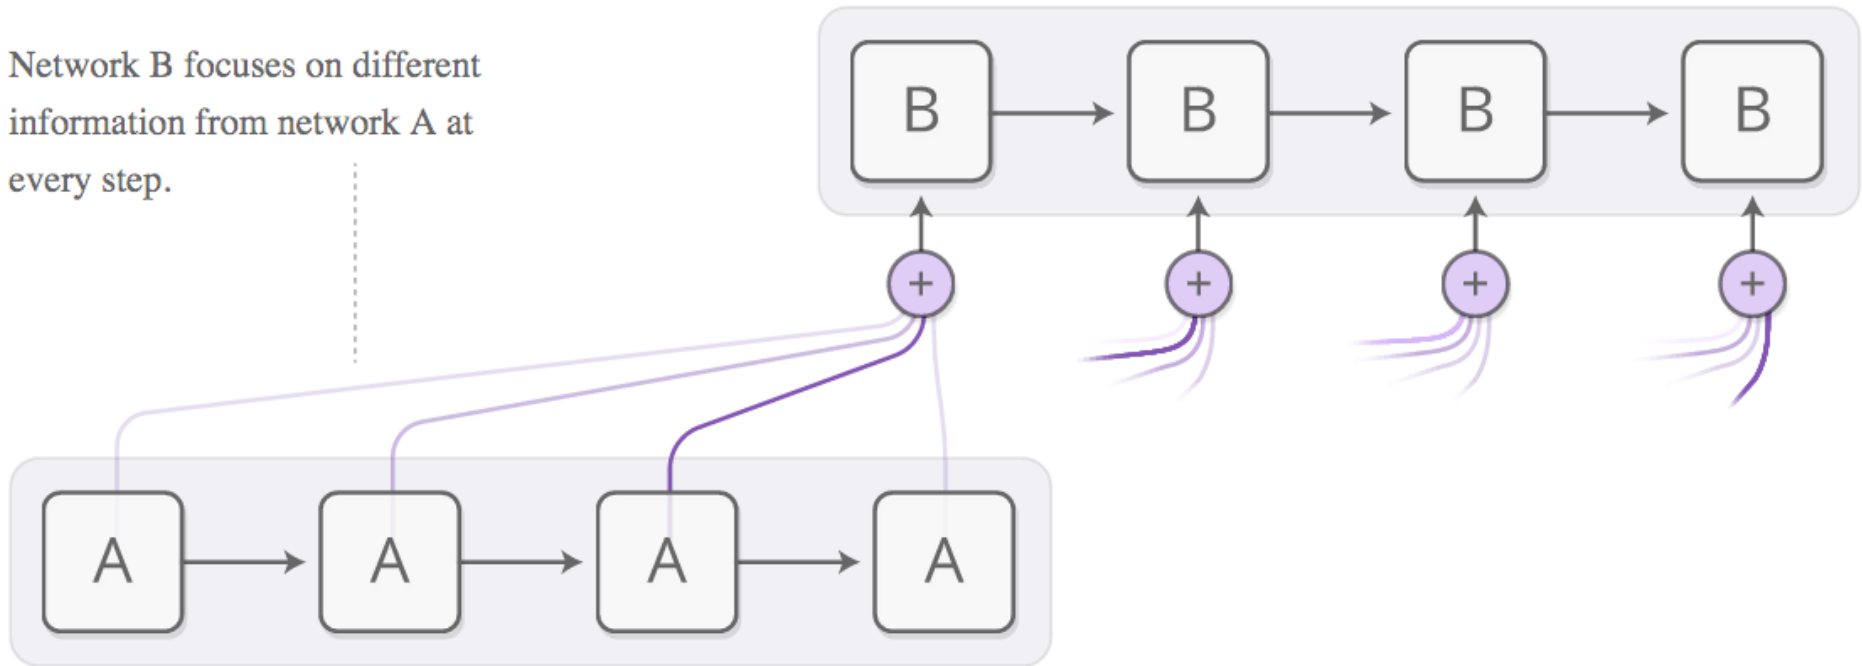 Network B focuses on different
information from network A at
every step.
B
B
B
B
+
+
+
+
A
A
A
A